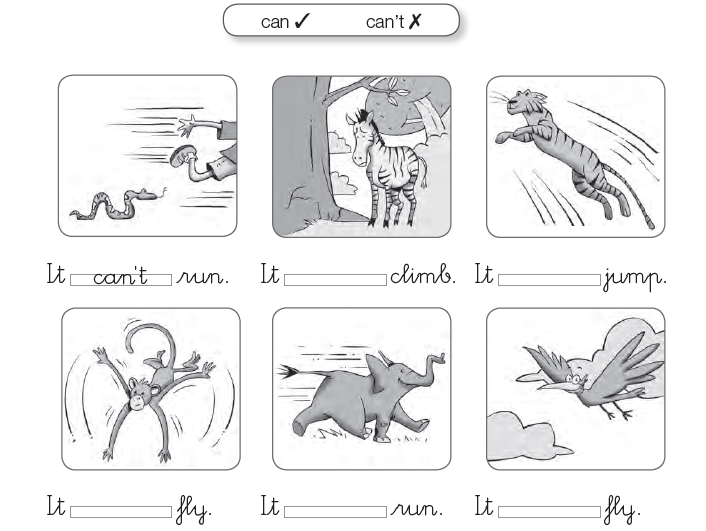 can ✓ can't ✗
It can't run. It climb. It jump.
It fly. It run. It fly.